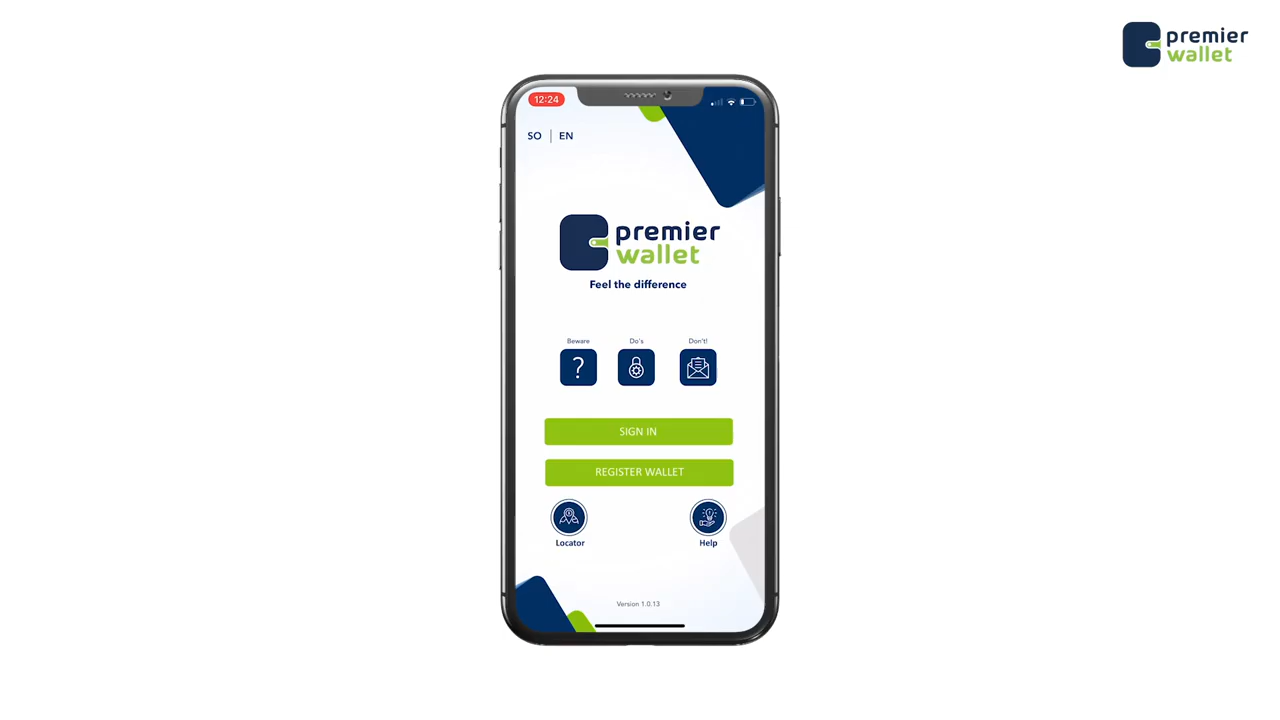 premier
wallet
12:24
SO | EN
premier
wallet
Feel the difference
Beware
Do's
Don't!
SIGN IN
REGISTER WALLET
Locator
Help
Version 1.0.13